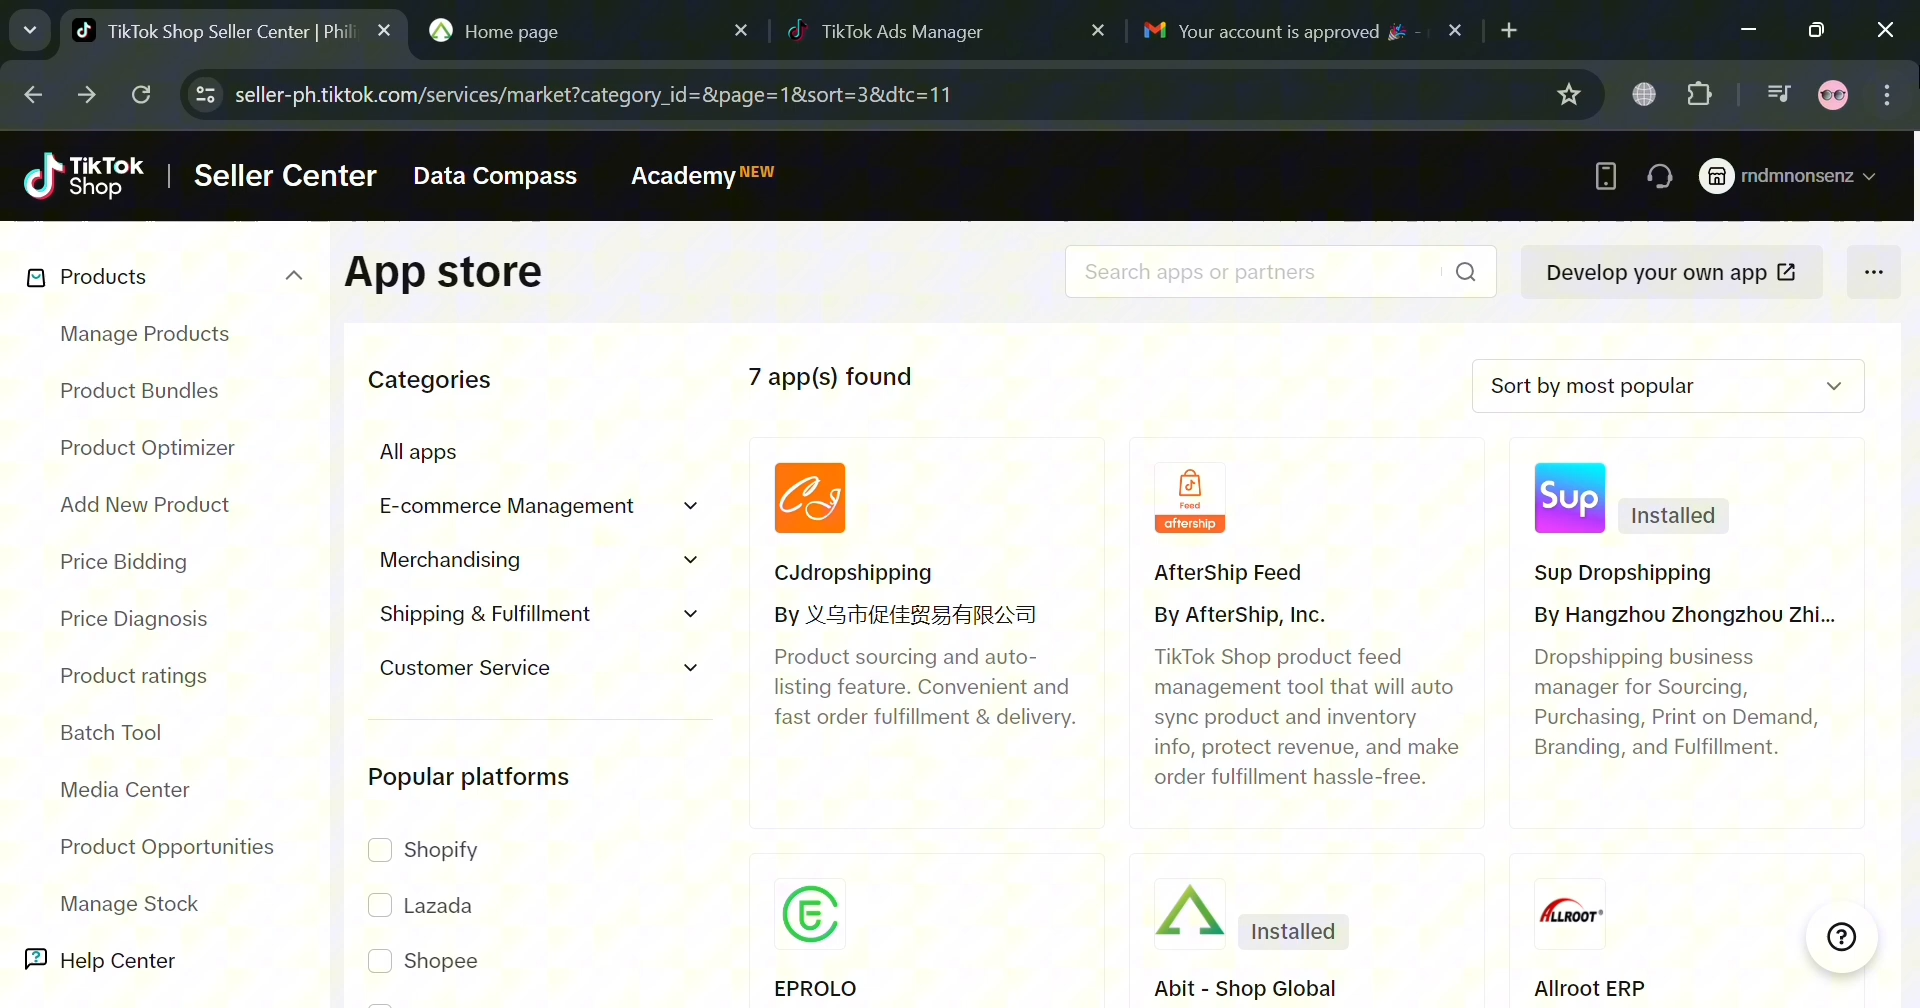 TikTok Shop Seller Center | Phili
Home page
TikTok Ads Manager
Your account is approved 🎉 -
seller-ph.tiktok.com/services/market?category_id=&page=1&sort=3&dtc=11
TikTok
Shop
Seller Center
Data Compass
Academy NEW
rndmnonsenz
Products
Manage Products
Product Bundles
Product Optimizer
Add New Product
Price Bidding
Price Diagnosis
Product ratings
Batch Tool
Media Center
Product Opportunities
Manage Stock
Help Center
App store
Search apps or partners
Develop your own app
Categories
All apps
E-commerce Management
Merchandising
Shipping & Fulfillment
Customer Service
Popular platforms
Shopify
Lazada
Shopee
7 app(s) found
Sort by most popular
CJ
CJdropshipping
By 义乌市促佳贸易有限公司
Product sourcing and auto-
listing feature. Convenient and
fast order fulfillment & delivery.
Feed
aftership
AfterShip Feed
By AfterShip, Inc.
TikTok Shop product feed
management tool that will auto
sync product and inventory
info, protect revenue, and make
order fulfillment hassle-free.
Sup
Installed
Sup Dropshipping
By Hangzhou Zhongzhou Zhi...
Dropshipping business
manager for Sourcing,
Purchasing, Print on Demand,
Branding, and Fulfillment.
EPROLO
Installed
Abit - Shop Global
ALLROOT®
Allroot ERP